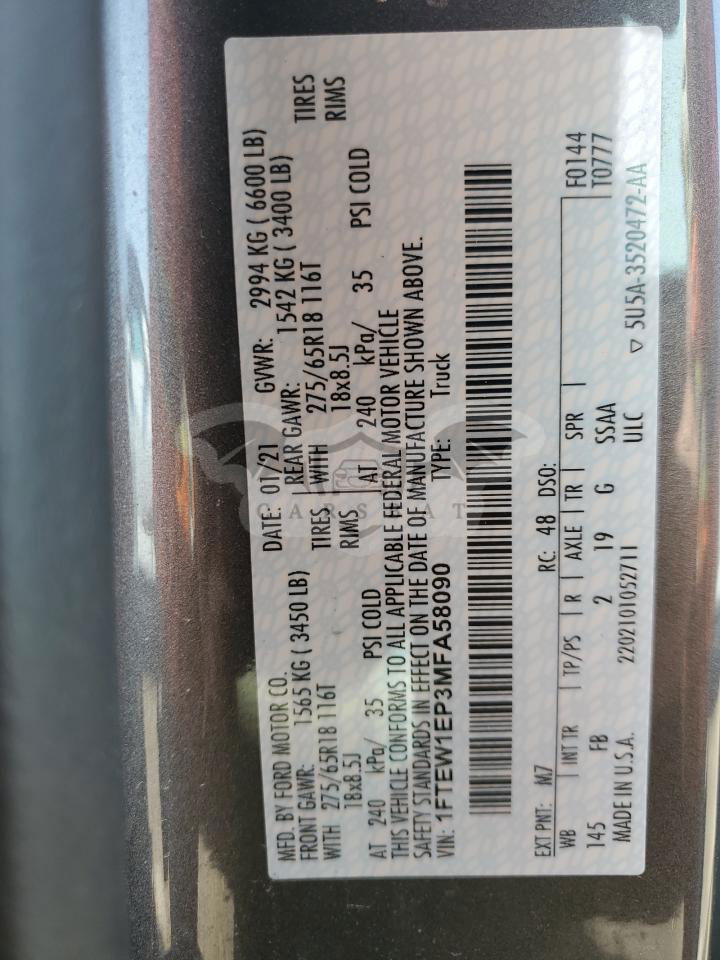 MFD. BY FORD MOTOR CO. DATE: 01/21 GVWR: 2994 KG ( 6600 LB)
FRONT GAWR: 1565 KG ( 3450 LB) REAR GAWR: 1542 KG ( 3400 LB)
WITH 275/65R18 116T TIRES WITH 275/65R18 116T TIRES
18x8.5J RIMS 18x8.5J RIMS
AT 240 kPa/ 35 PSI COLD AT 240 kPa/ 35 PSI COLD
THIS VEHICLE CONFORMS TO ALL APPLICABLE FEDERAL MOTOR VEHICLE
SAFETY STANDARDS IN EFFECT ON THE DATE OF MANUFACTURE SHOWN ABOVE.
VIN: 1FTEW1EP3MFA58090 TYPE: Truck
EXT PNT: M7 RC: 48 DSO: F0144
WB INT TR TP/PS R AXLE TR SPR T0777
145 FB 2 19 G SSAA
MADE IN U.S.A. 2202101052711 UILC ▽ 5U5A-3520472-AA
CARSBAT